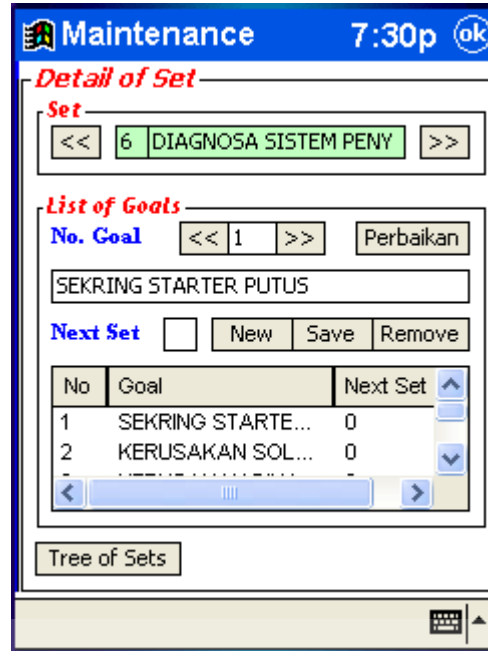 Maintenance 7:30p ok
Detail of Set
Set
<< 6 DIAGNOSA SISTEM PENY >>
List of Goals
No. Goal << 1 >> Perbaikan
SEKRING STARTER PUTUS
Next Set New Save Remove
No Goal Next Set
1 SEKRING STARTE... 0
2 KERUSAKAN SOL... 0
Tree of Sets